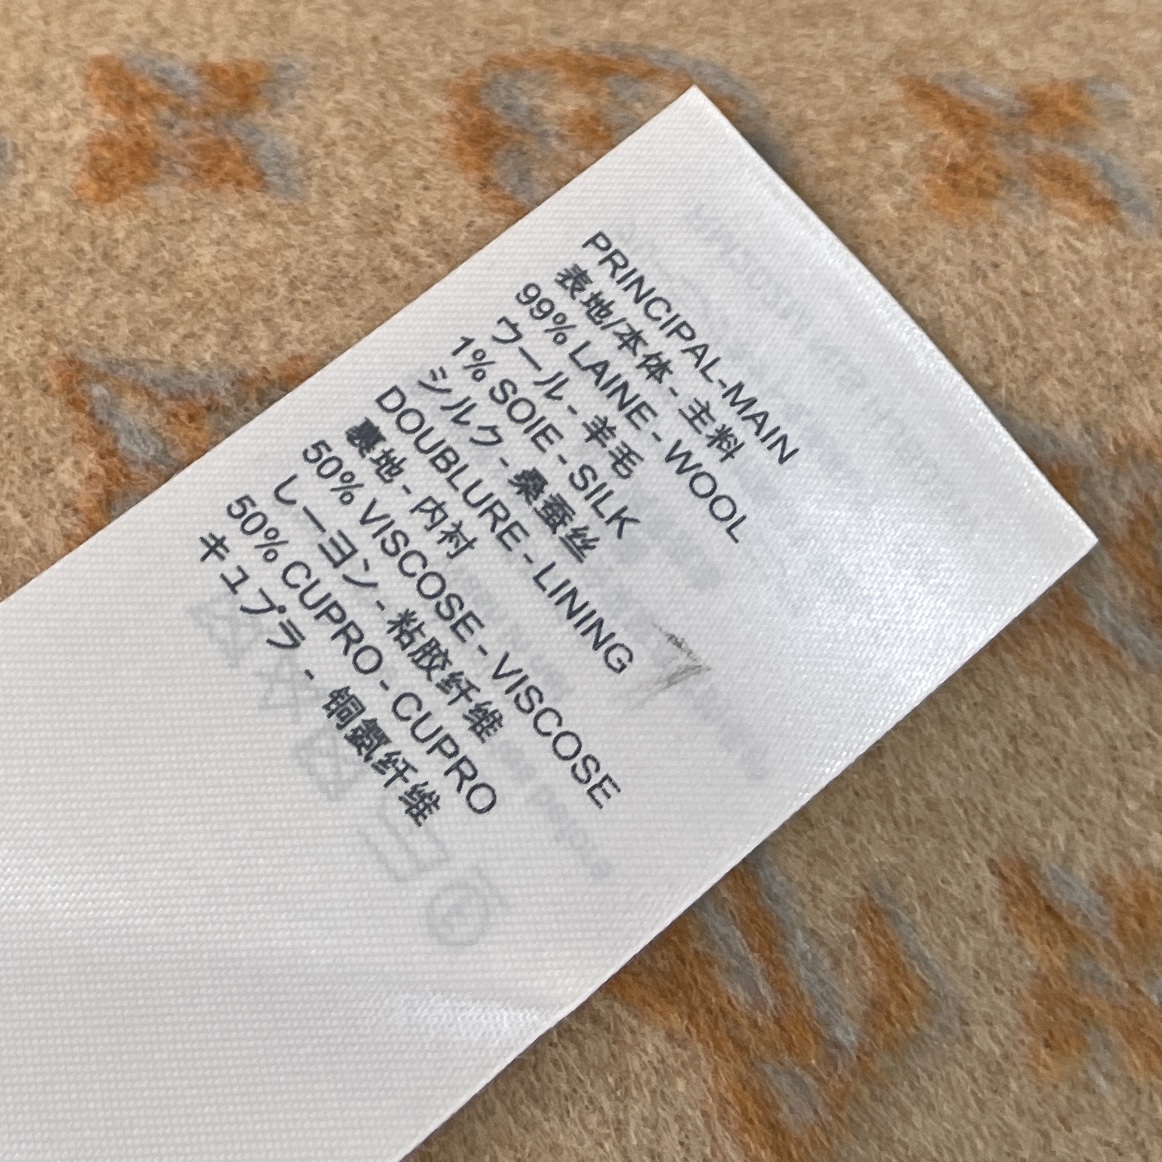 PRINCIPAL-MAIN
表地/本体 - 主料
99% LAINE - WOOL
ウール - 羊毛
1% SOIE - SILK
シルク - 桑蚕丝
DOUBLURE - LINING
裏地 - 内衬
50% VISCOSE - VISCOSE
レーヨン - 粘胶纤维
50% CUPRO - CUPRO
キュプラ - 铜氨纤维